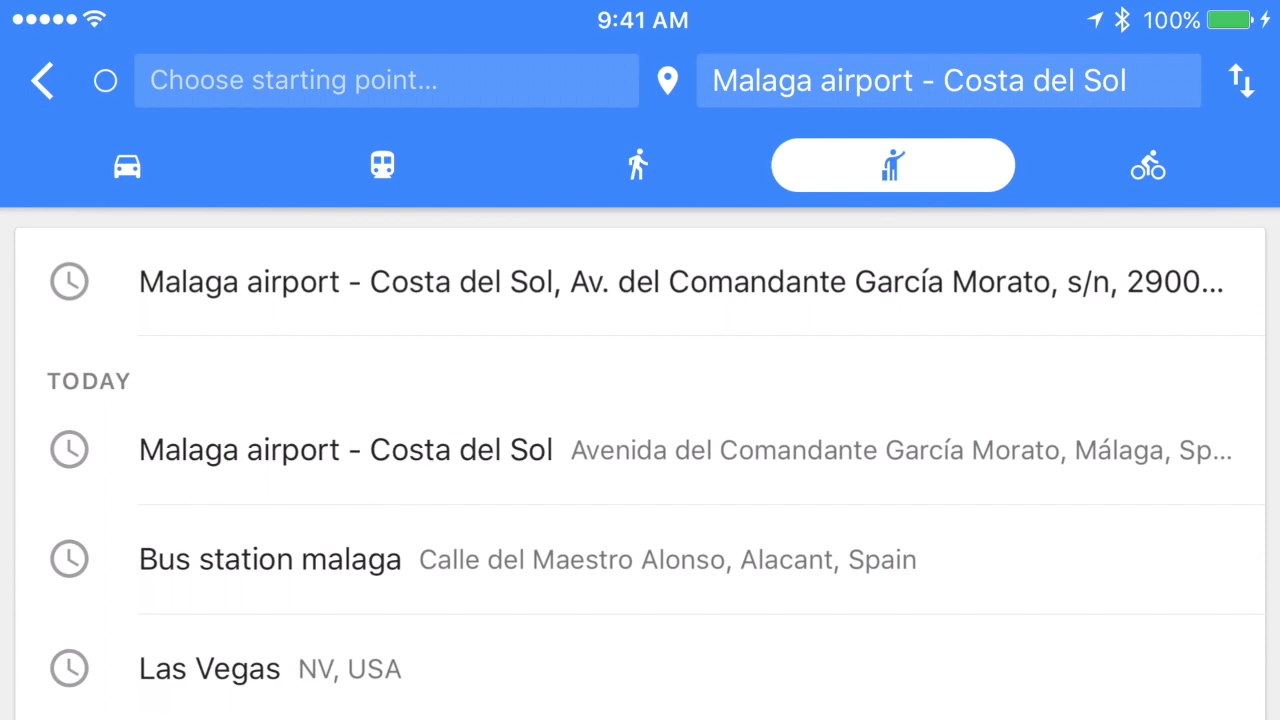 9:41 AM
100%
Choose starting point...
Malaga airport - Costa del Sol
Malaga airport - Costa del Sol, Av. del Comandante García Morato, s/n, 2900...
TODAY
Malaga airport - Costa del Sol Avenida del Comandante García Morato, Málaga, Sp...
Bus station malaga Calle del Maestro Alonso, Alacant, Spain
Las Vegas NV, USA